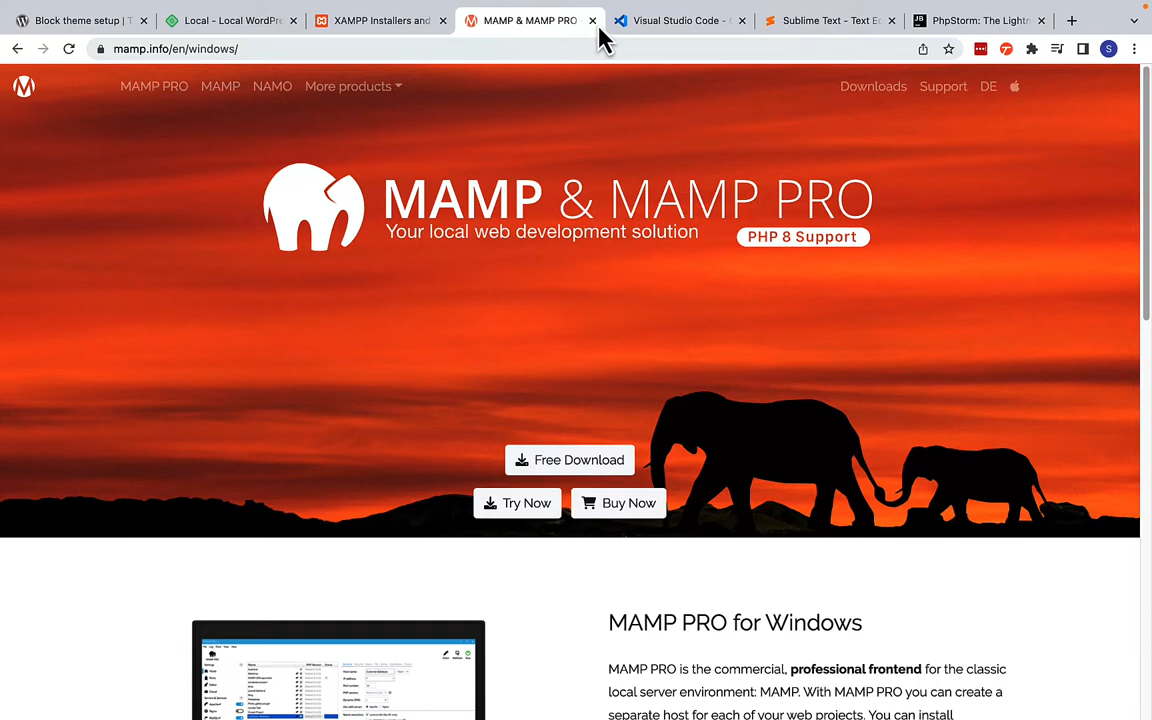 Block theme setup | T
Local - Local WordPre
XAMPP Installers and
MAMP & MAMP PRO
Visual Studio Code -
Sublime Text - Text Ed
PhpStorm: The Lightn
mamp.info/en/windows/
S
MAMP PRO MAMP NAMO More products
Downloads Support DE
MAMP & MAMP PRO
Your local web development solution
PHP 8 Support
Free Download
Try Now
Buy Now
MAMP PRO for Windows
MAMP PRO is the commercial, professional frontend for the classic
local server environment: MAMP. With MAMP PRO you can create a
separate host for each of your web projects. You can install